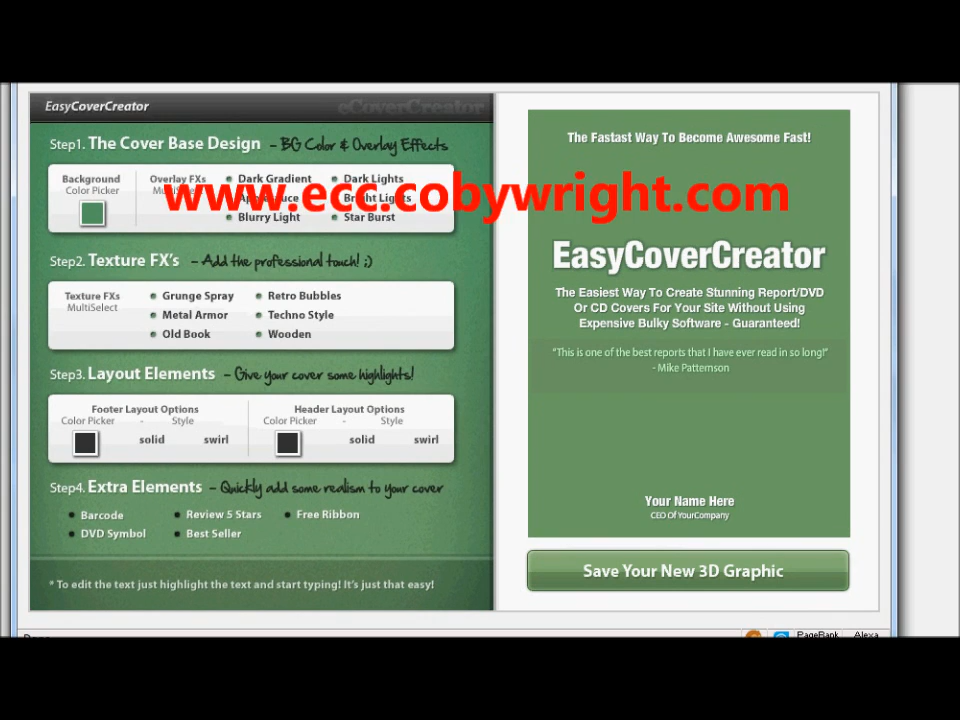 EasyCoverCreator
eCoverCreator
Step1. The Cover Base Design - BG Color & Overlay Effects
Background
Color Picker
Overlay FXs
Dark Gradient
Dark Lights
www.ecc.cobywright.com
Bright Lights
Blurry Light
Star Burst
Step2. Texture FX's - Add the professional touch! ;)
Texture FXs
MultiSelect
Grunge Spray
Retro Bubbles
Metal Armor
Techno Style
Old Book
Wooden
Step3. Layout Elements - Give your cover some highlights!
Footer Layout Options
Color Picker - Style
solid swirl
Header Layout Options
Color Picker - Style
solid swirl
Step4. Extra Elements - Quickly add some realism to your cover
Barcode
Review 5 Stars
Free Ribbon
DVD Symbol
Best Seller
* To edit the text just highlight the text and start typing! It's just that easy!
The Fastest Way To Become Awesome Fast!
EasyCoverCreator
The Easiest Way To Create Stunning Report/DVD
Or CD Covers For Your Site Without Using
Expensive Bulky Software - Guaranteed!
"This is one of the best reports that I have ever read in so long!"
- Mike Patternson
Your Name Here
CEO Of YourCompany
Save Your New 3D Graphic
PageRank
Alexa